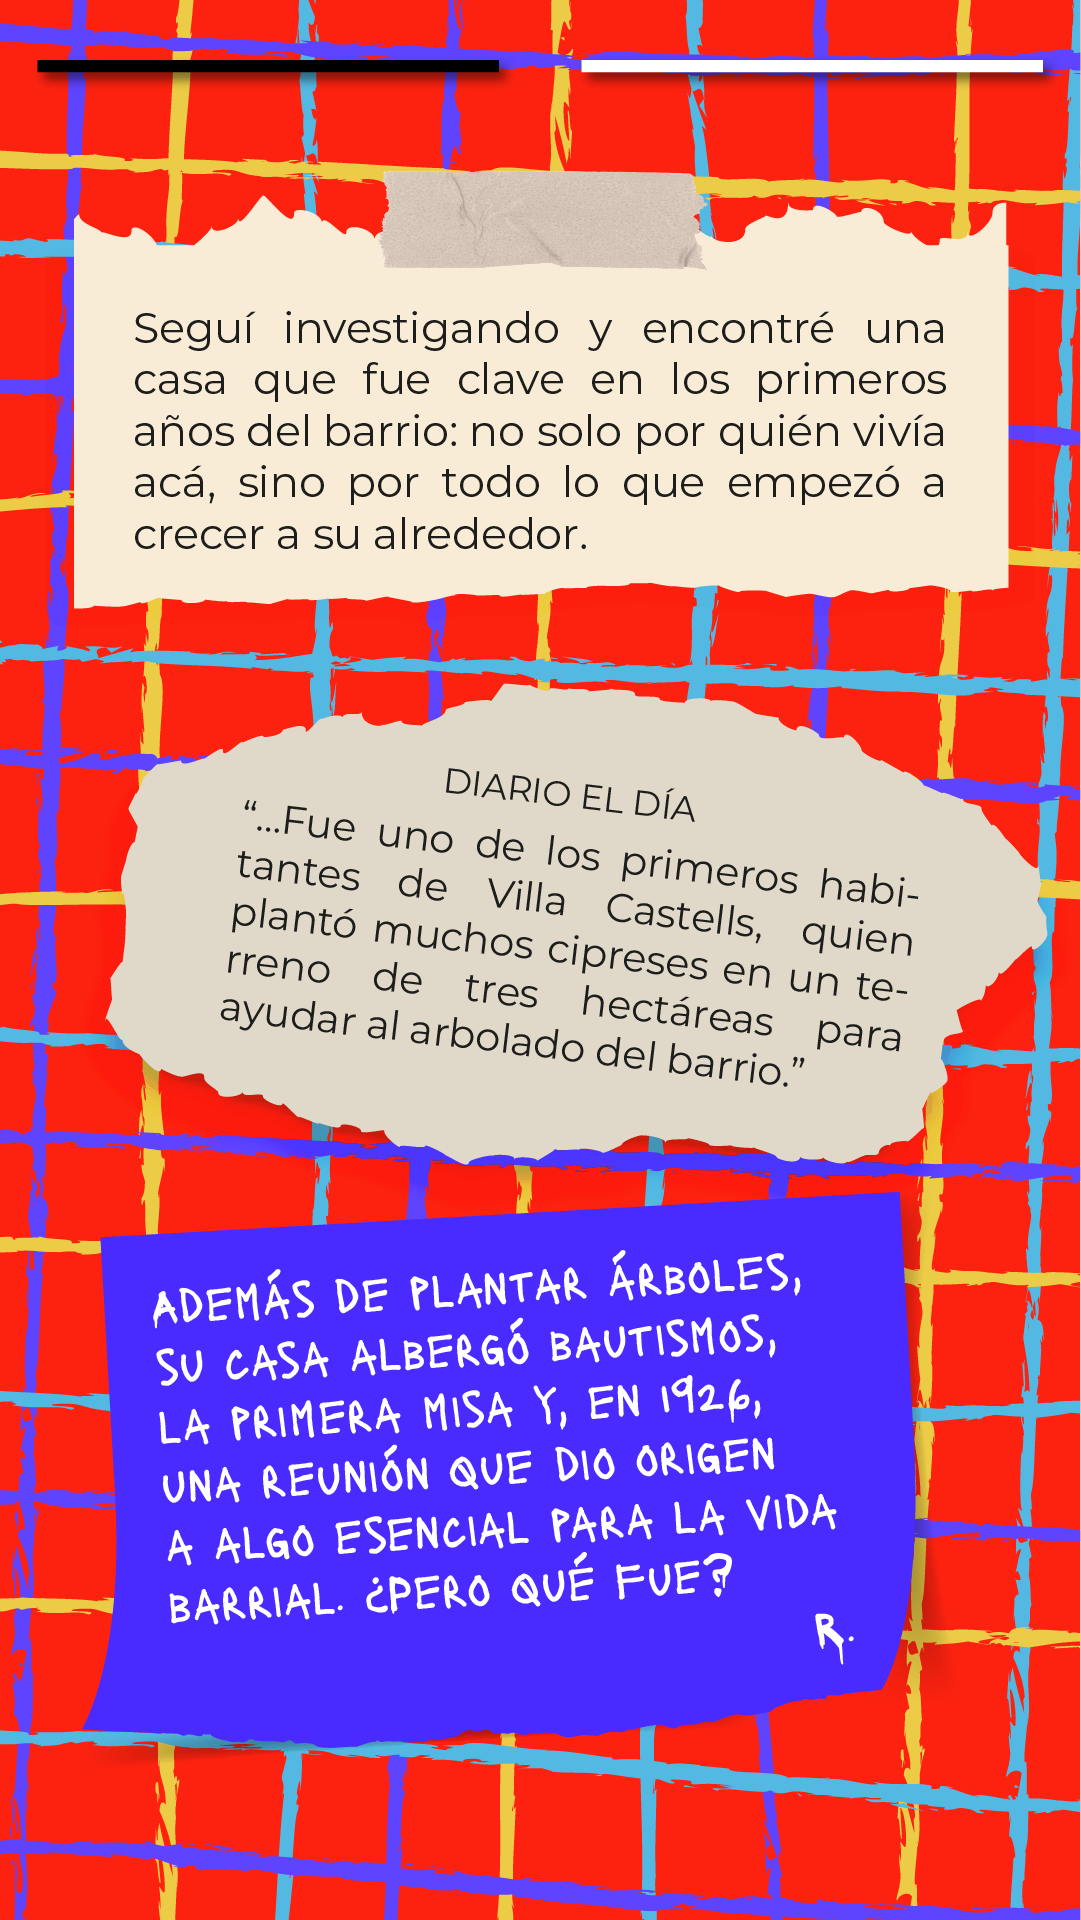 Seguí investigando y encontré una
casa que fue clave en los primeros
años del barrio: no solo por quién vivía
acá, sino por todo lo que empezó a
crecer a su alrededor.
DIARIO EL DÍA
“...Fue uno de los primeros habi-
tantes de Villa Castells, quien
plantó muchos cipreses en un te-
rreno de tres hectáreas para
ayudar al arbolado del barrio.”
ADEMÁS DE PLANTAR ÁRBOLES,
SU CASA ALBERGÓ BAUTISMOS,
LA PRIMERA MISA Y, EN 1926,
UNA REUNIÓN QUE DIO ORIGEN
A ALGO ESENCIAL PARA LA VIDA
BARRIAL. ¿PERO QUÉ FUE?
R.